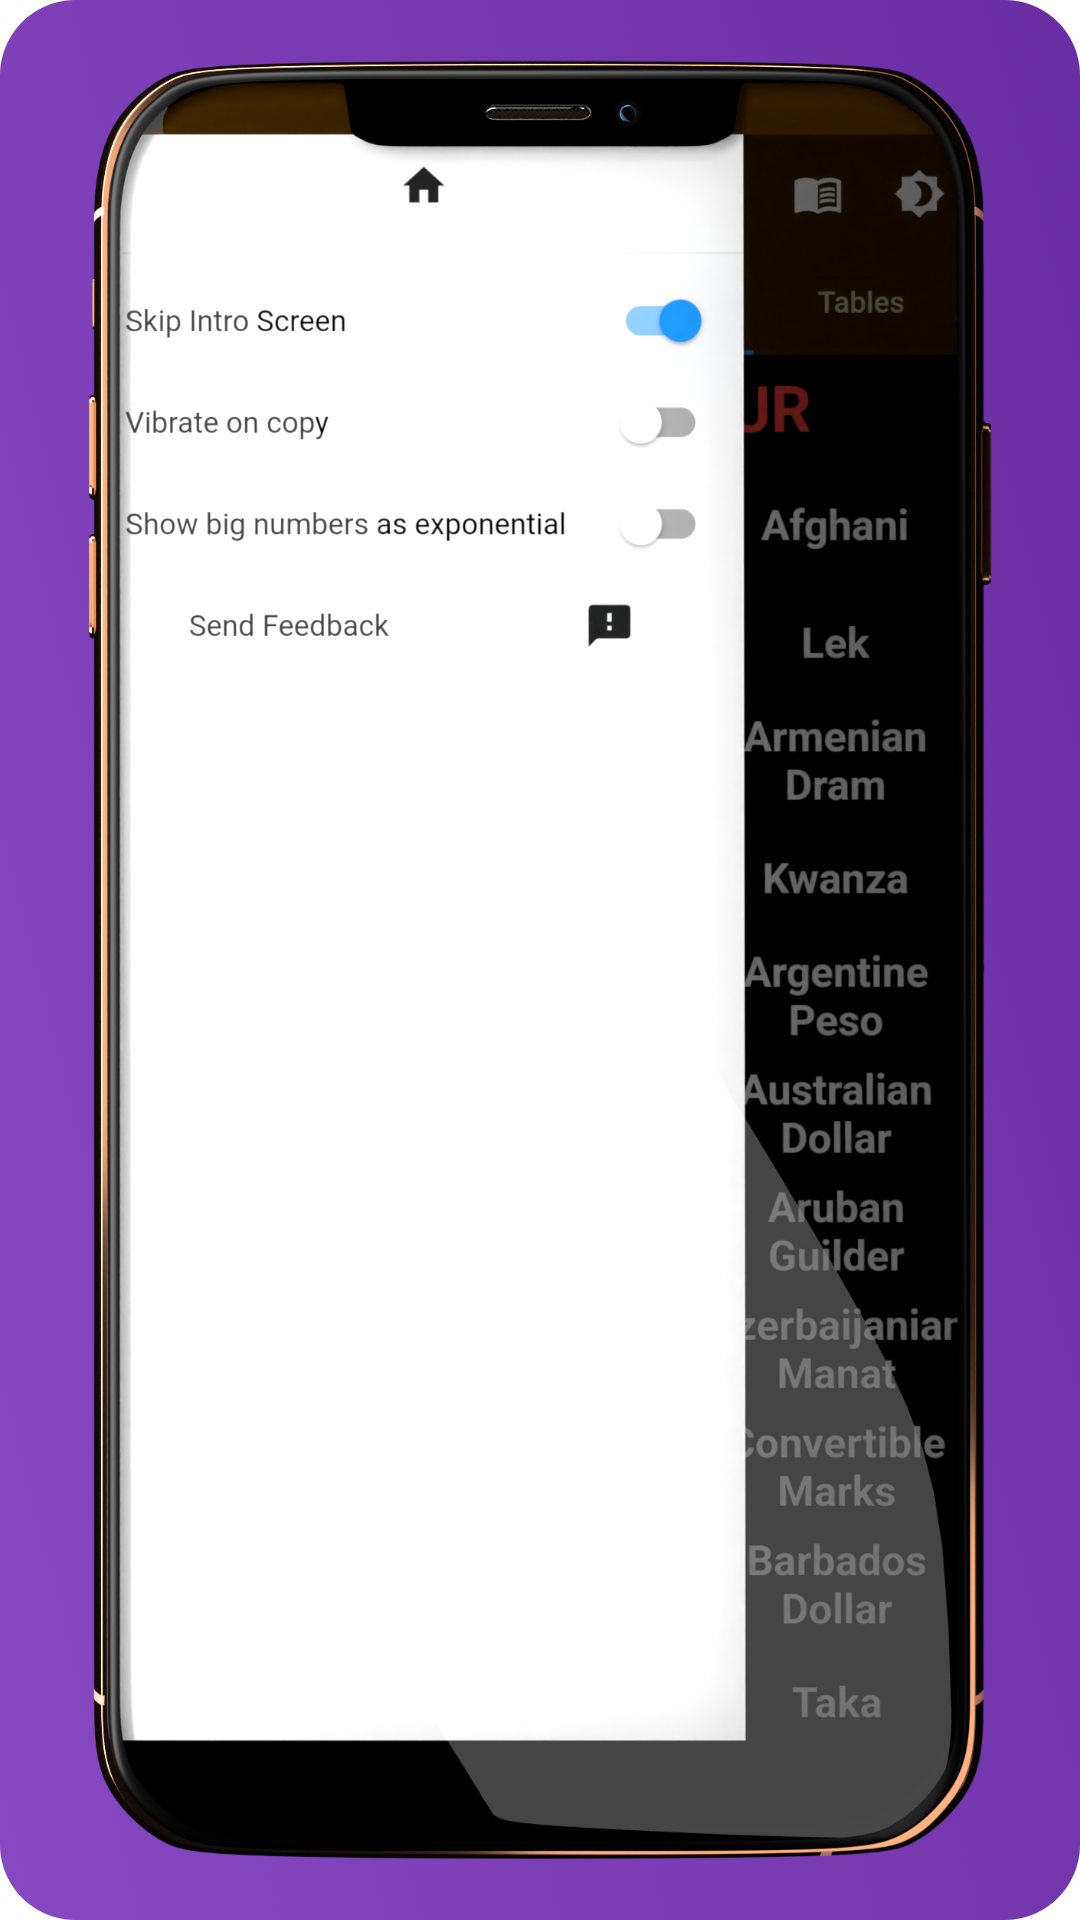 Skip Intro Screen
Vibrate on copy
Show big numbers as exponential
Send Feedback
Tables
UR
Afghani
Lek
Armenian
Dram
Kwanza
Argentine
Peso
Australian
Dollar
Aruban
Guilder
zerbaijanian
Manat
Convertible
Marks
Barbados
Dollar
Taka